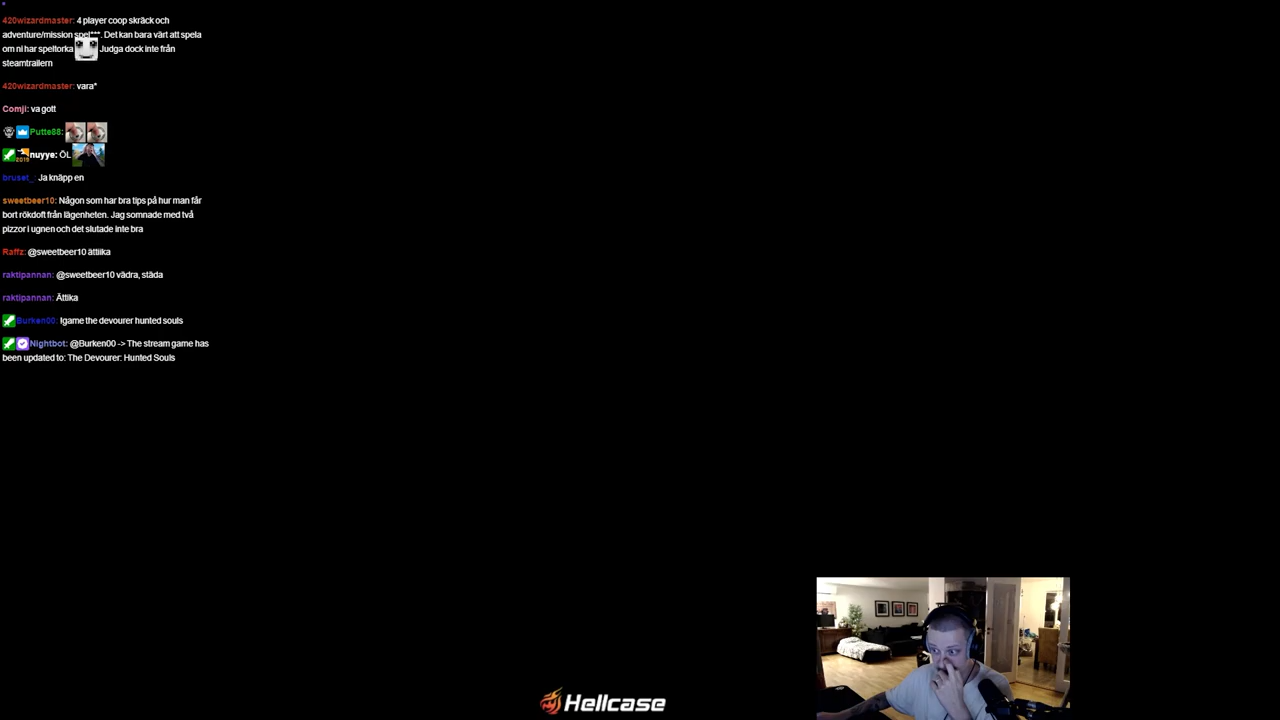 420wizardmaster: 4 player coop skräck och
adventure/mission spel***. Det kan bara värt att spela
om ni har speltorka Judga dock inte från
steamtrailern
420wizardmaster: vara*
Comji: va gott
Putte88:
nuyye: ÖL
bruset_: Ja knäpp en
sweetbeer10: Någon som har bra tips på hur man får
bort rökdoft från lägenheten. Jag somnade med två
pizzor i ugnen och det slutade inte bra
Raffz: @sweetbeer10 ättiika
raktipannan: @sweetbeer10 vädra, städa
raktipannan: Ättika
Burken00: !game the devourer hunted souls
Nightbot: @Burken00 -> The stream game has
been updated to: The Devourer: Hunted Souls
Hellcase